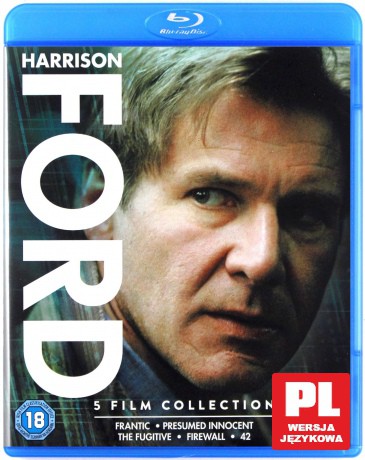 Blu-ray Disc
HARRISON
FORD
5 FILM COLLECTION
FRANTIC • PRESUMED INNOCENT
THE FUGITIVE • FIREWALL • 42
18
PL
WERSJA
JĘZYKOWA